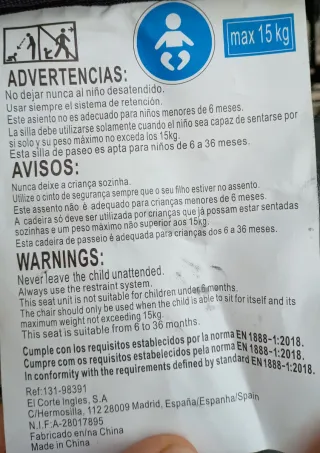 max 15 kg
ADVERTENCIAS:
No dejar nunca al niño desatendido.
Usar siempre el sistema de retención.
Este asiento no es adecuado para niños menores de 6 meses.
La silla debe utilizarse solamente cuando el niño sea capaz de sentarse por
si solo y su peso máximo no exceda los 15kg.
Esta silla de paseo es apta para niños de 6 a 36 meses.
AVISOS:
Nunca deixe a criança sozinha.
Utilize o cinto de segurança sempre que o seu filho estiver no assento.
Este assento não é adequado para crianças menores de 6 meses.
A cadeira só deve ser utilizada por crianças que já possam estar sentadas
sozinhas e um peso máximo não superior aos 15kg.
Esta cadeira de passeio é adequada para crianças dos 6 a 36 meses.
WARNINGS:
Never leave the child unattended.
Always use the restraint system.
This seat unit is not suitable for children under 6 months.
The chair should only be used when the child is able to sit for itself and its
maximum weight not exceeding 15kg.
This seat is suitable from 6 to 36 months.
Cumple con los requisitos establecidos por la norma EN 1888-1:2018.
Cumpre com os requisitos estabelecidos pela norma EN 1888-1:2018.
In conformity with the requirements defined by standard EN 1888-1:2018.
Ref:131-98391
El Corte Ingles, S.A
C/Hermosilla, 112 28009 Madrid, España/Espanha/Spain
N.I.F:A-28017895
Fabricado en/na China
Made in China